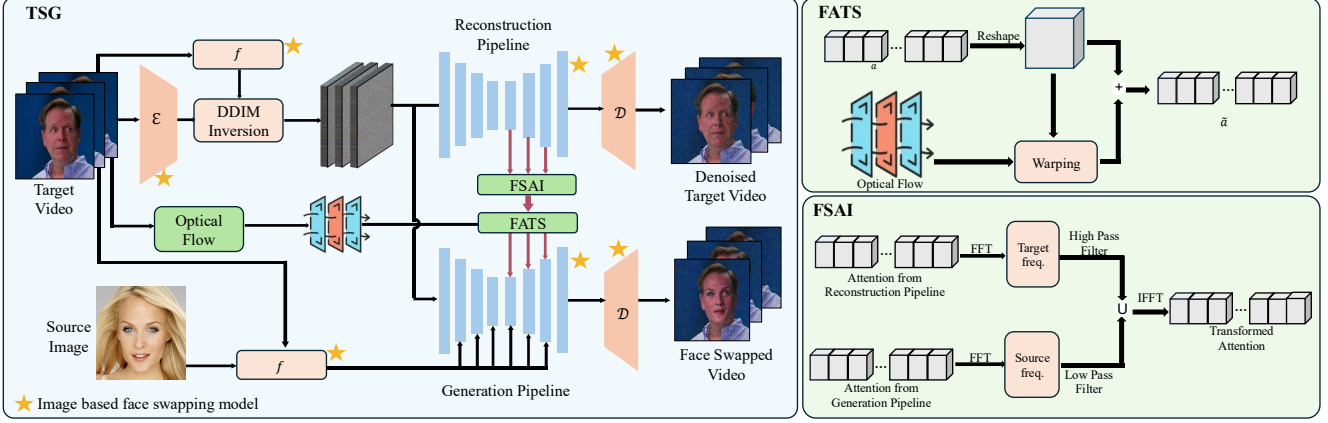 TSG
f
Reconstruction
Pipeline
ℰ
DDIM
Inversion
𝒟
Target
Video
Denoised
Target Video
FSAI
Optical
Flow
FATS
Source
Image
𝒟
f
Generation Pipeline
Face Swapped
Video
Image based face swapping model
FATS
...
Reshape
a
+
...
ã
Warping
Optical Flow
FSAI
...
FFT
Target
freq.
High Pass
Filter
Attention from
Reconstruction Pipeline
∪
IFFT
...
Transformed
Attention
...
FFT
Source
freq.
Low Pass
Filter
Attention from
Generation Pipeline